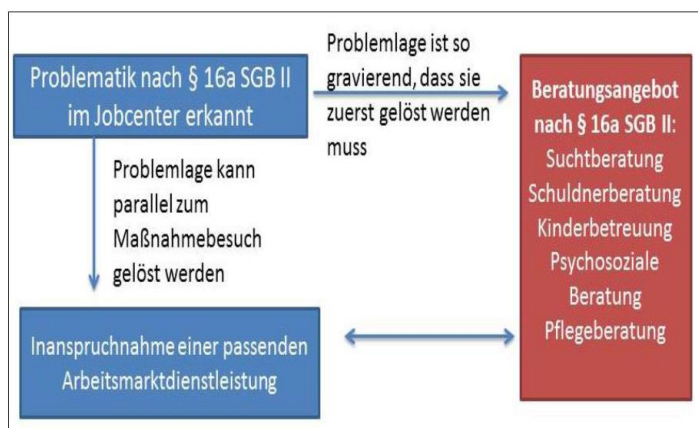 Problematik nach § 16a SGB II
im Jobcenter erkannt
Problemlage ist so
gravierend, dass sie
zuerst gelöst werden
muss
Beratungsangebot
nach § 16a SGB II:
Suchtberatung
Schuldnerberatung
Kinderbetreuung
Psychosoziale
Beratung
Pflegeberatung
Problemlage kann
parallel zum
Maßnahmebesuch
gelöst werden
Inanspruchnahme einer passenden
Arbeitsmarktdienstleistung